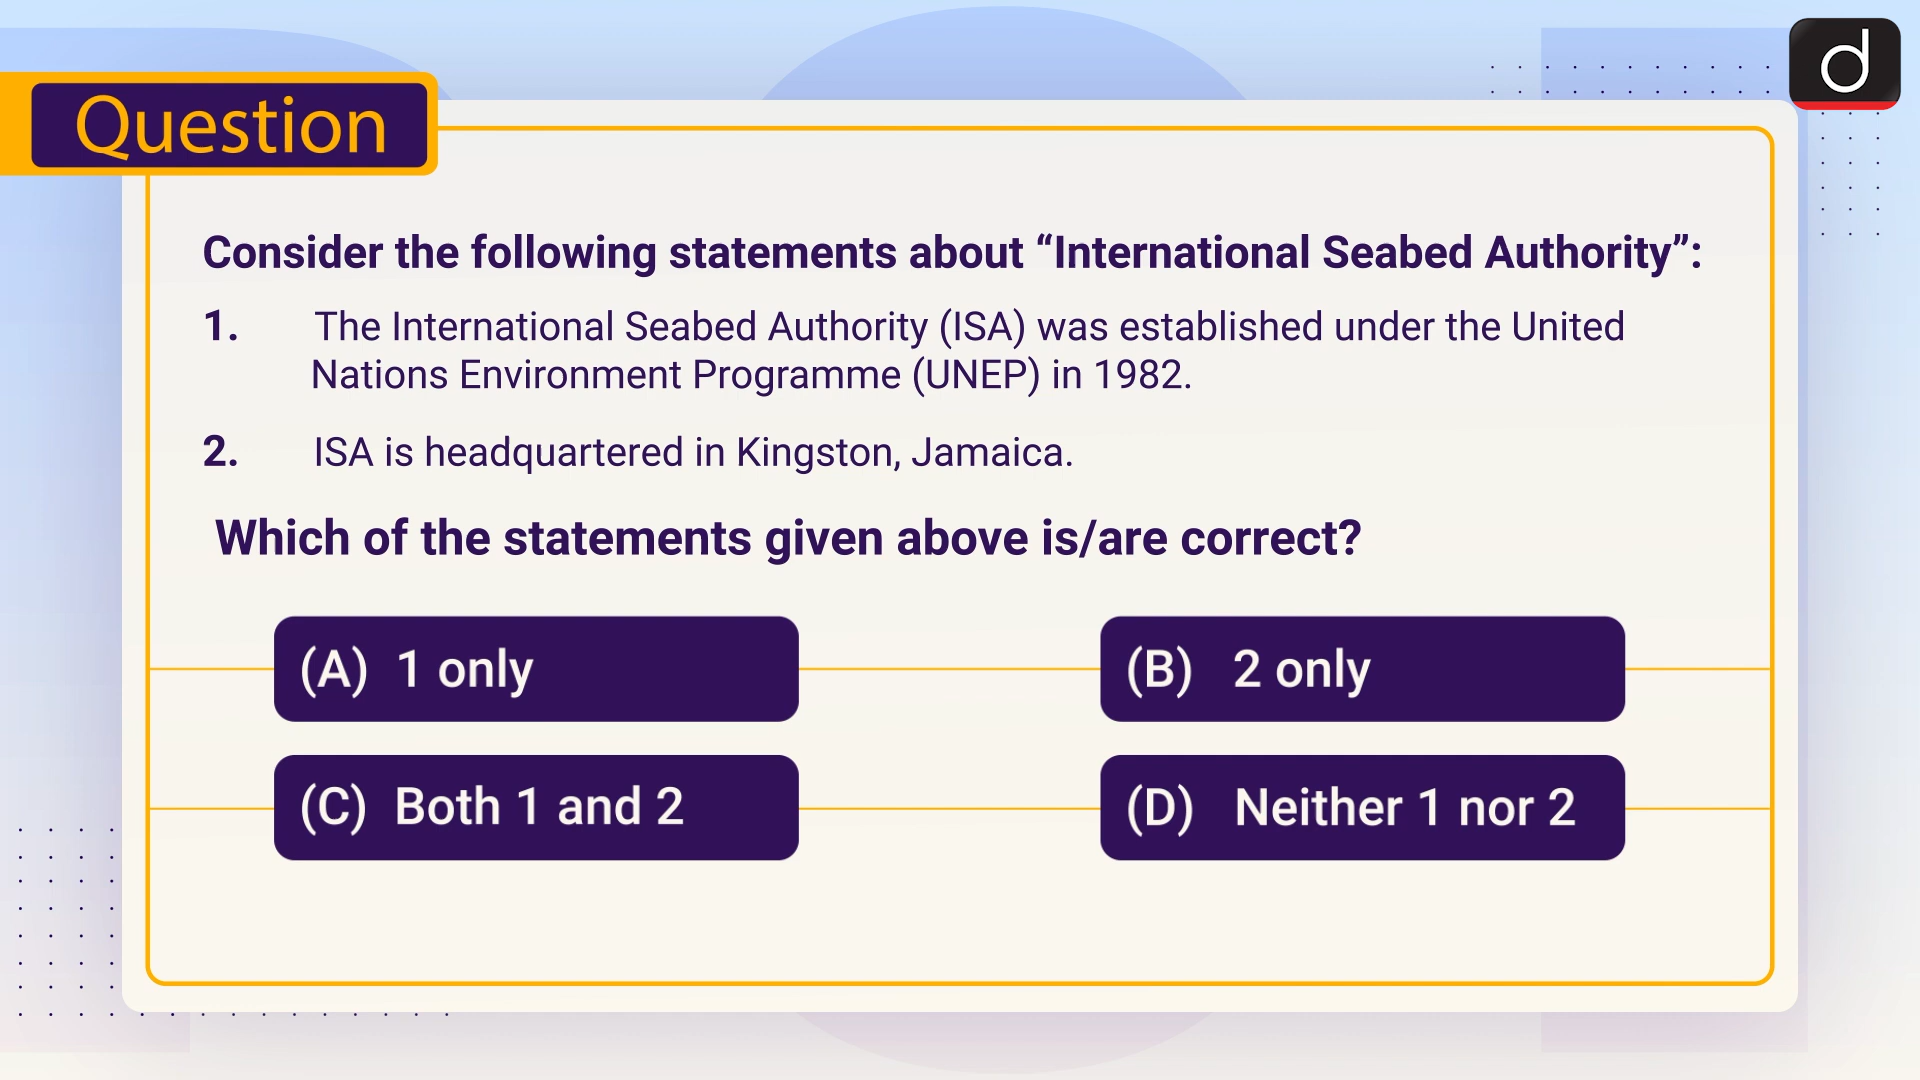 Question
Consider the following statements about “International Seabed Authority”:
1. The International Seabed Authority (ISA) was established under the United
Nations Environment Programme (UNEP) in 1982.
2. ISA is headquartered in Kingston, Jamaica.
Which of the statements given above is/are correct?
(A) 1 only
(B) 2 only
(C) Both 1 and 2
(D) Neither 1 nor 2
d